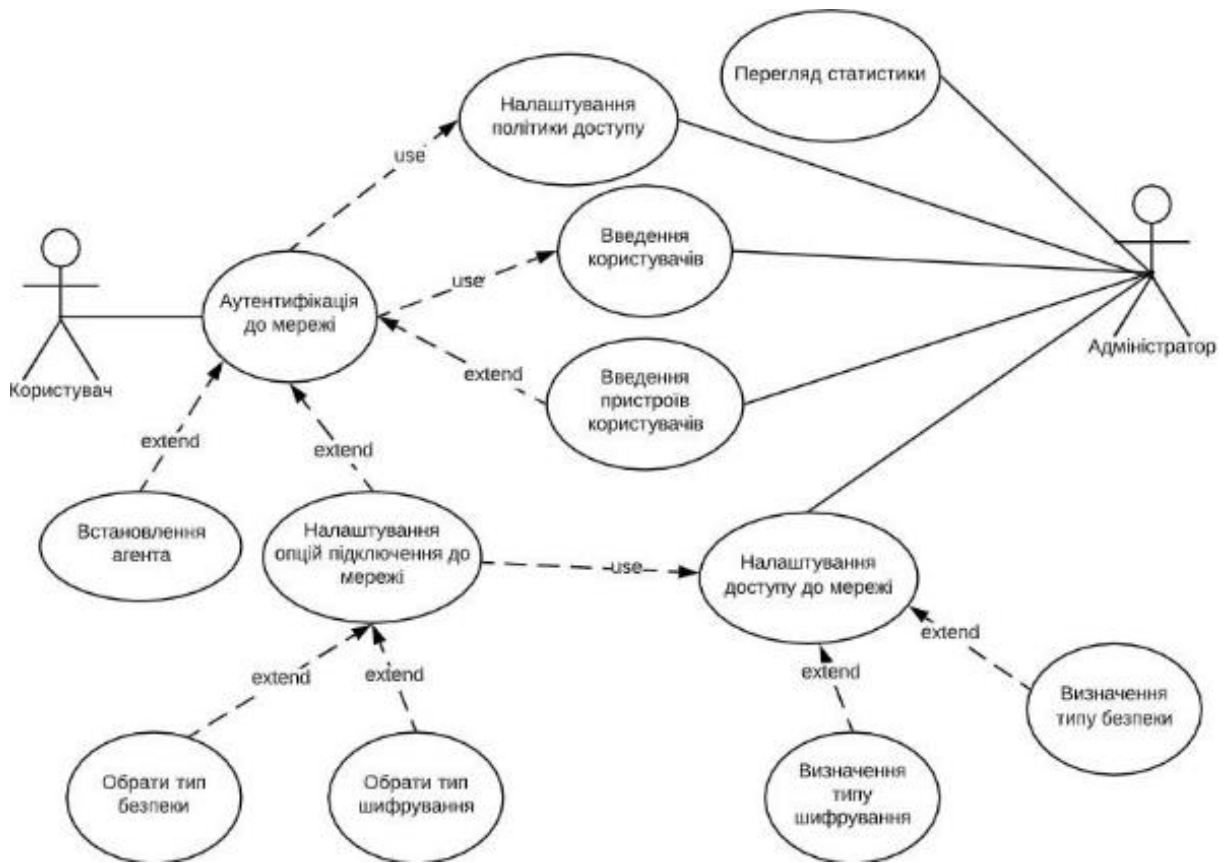 Перегляд статистики
Налаштування
політики доступу
use
Введення
користувачів
use
Аутентифікація
до мережі
Користувач
Адміністратор
extend
Введення
пристроїв
користувачів
extend
extend
Встановлення
агента
Налаштування
опцій підключення до
мережі
use
Налаштування
доступу до мережі
extend
extend
extend
extend
Визначення
типу безпеки
Обрати тип
безпеки
Обрати тип
шифрування
Визначення
типу
шифрування